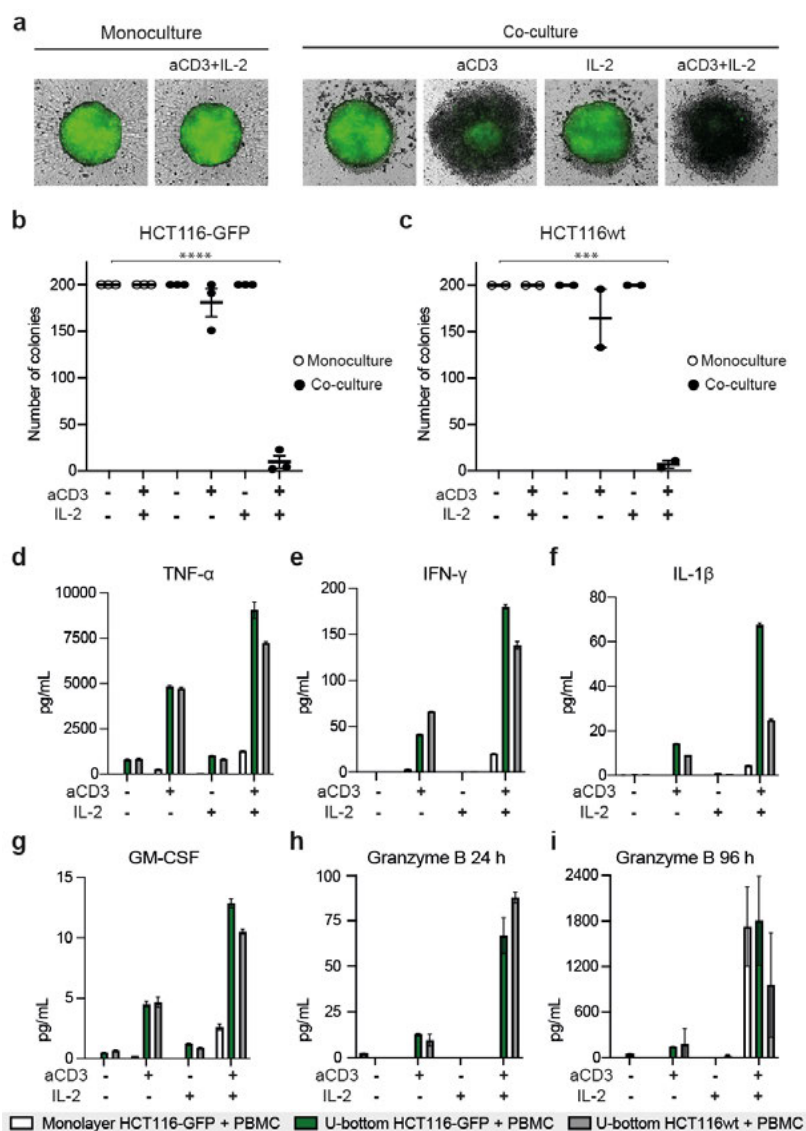 a
Monoculture
Co-culture
aCD3+IL-2
aCD3
IL-2
aCD3+IL-2
b
HCT116-GFP
****
Number of colonies
200
150
100
50
0
Monoculture
Co-culture
aCD3 - + - + - +
IL-2 - + - - + +
c
HCT116wt
***
Number of colonies
200
150
100
50
0
Monoculture
Co-culture
aCD3 - + - + - +
IL-2 - + - - + +
d
TNF-α
pg/mL
10000
7500
5000
2500
0
aCD3 - + - +
IL-2 - - + +
e
IFN-γ
pg/mL
200
150
100
50
0
aCD3 - + - +
IL-2 - - + +
f
IL-1β
pg/mL
80
60
40
20
0
aCD3 - + - +
IL-2 - - + +
g
GM-CSF
pg/mL
15
10
5
0
aCD3 - + - +
IL-2 - - + +
h
Granzyme B 24 h
pg/mL
100
75
50
25
0
aCD3 - + - +
IL-2 - - + +
i
Granzyme B 96 h
pg/mL
2400
1800
1200
600
0
aCD3 - + - +
IL-2 - - + +
Monolayer HCT116-GFP + PBMC U-bottom HCT116-GFP + PBMC U-bottom HCT116wt + PBMC